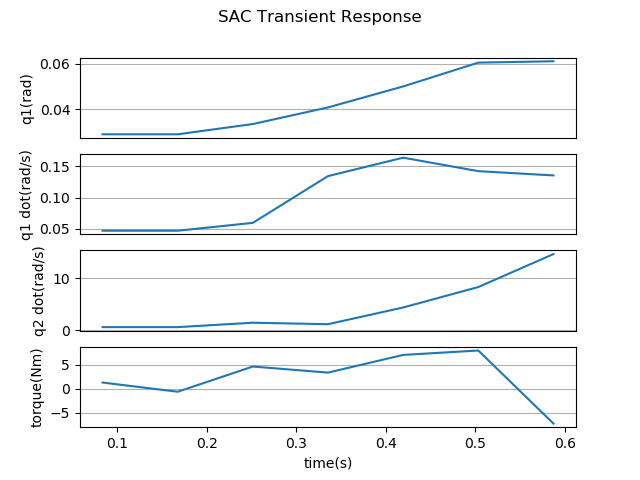 SAC Transient Response
q1(rad)
0.06
0.04
q1 dot(rad/s)
0.15
0.10
0.05
q2 dot(rad/s)
10
0
torque(Nm)
5
0
−5
0.1 0.2 0.3 0.4 0.5 0.6
time(s)